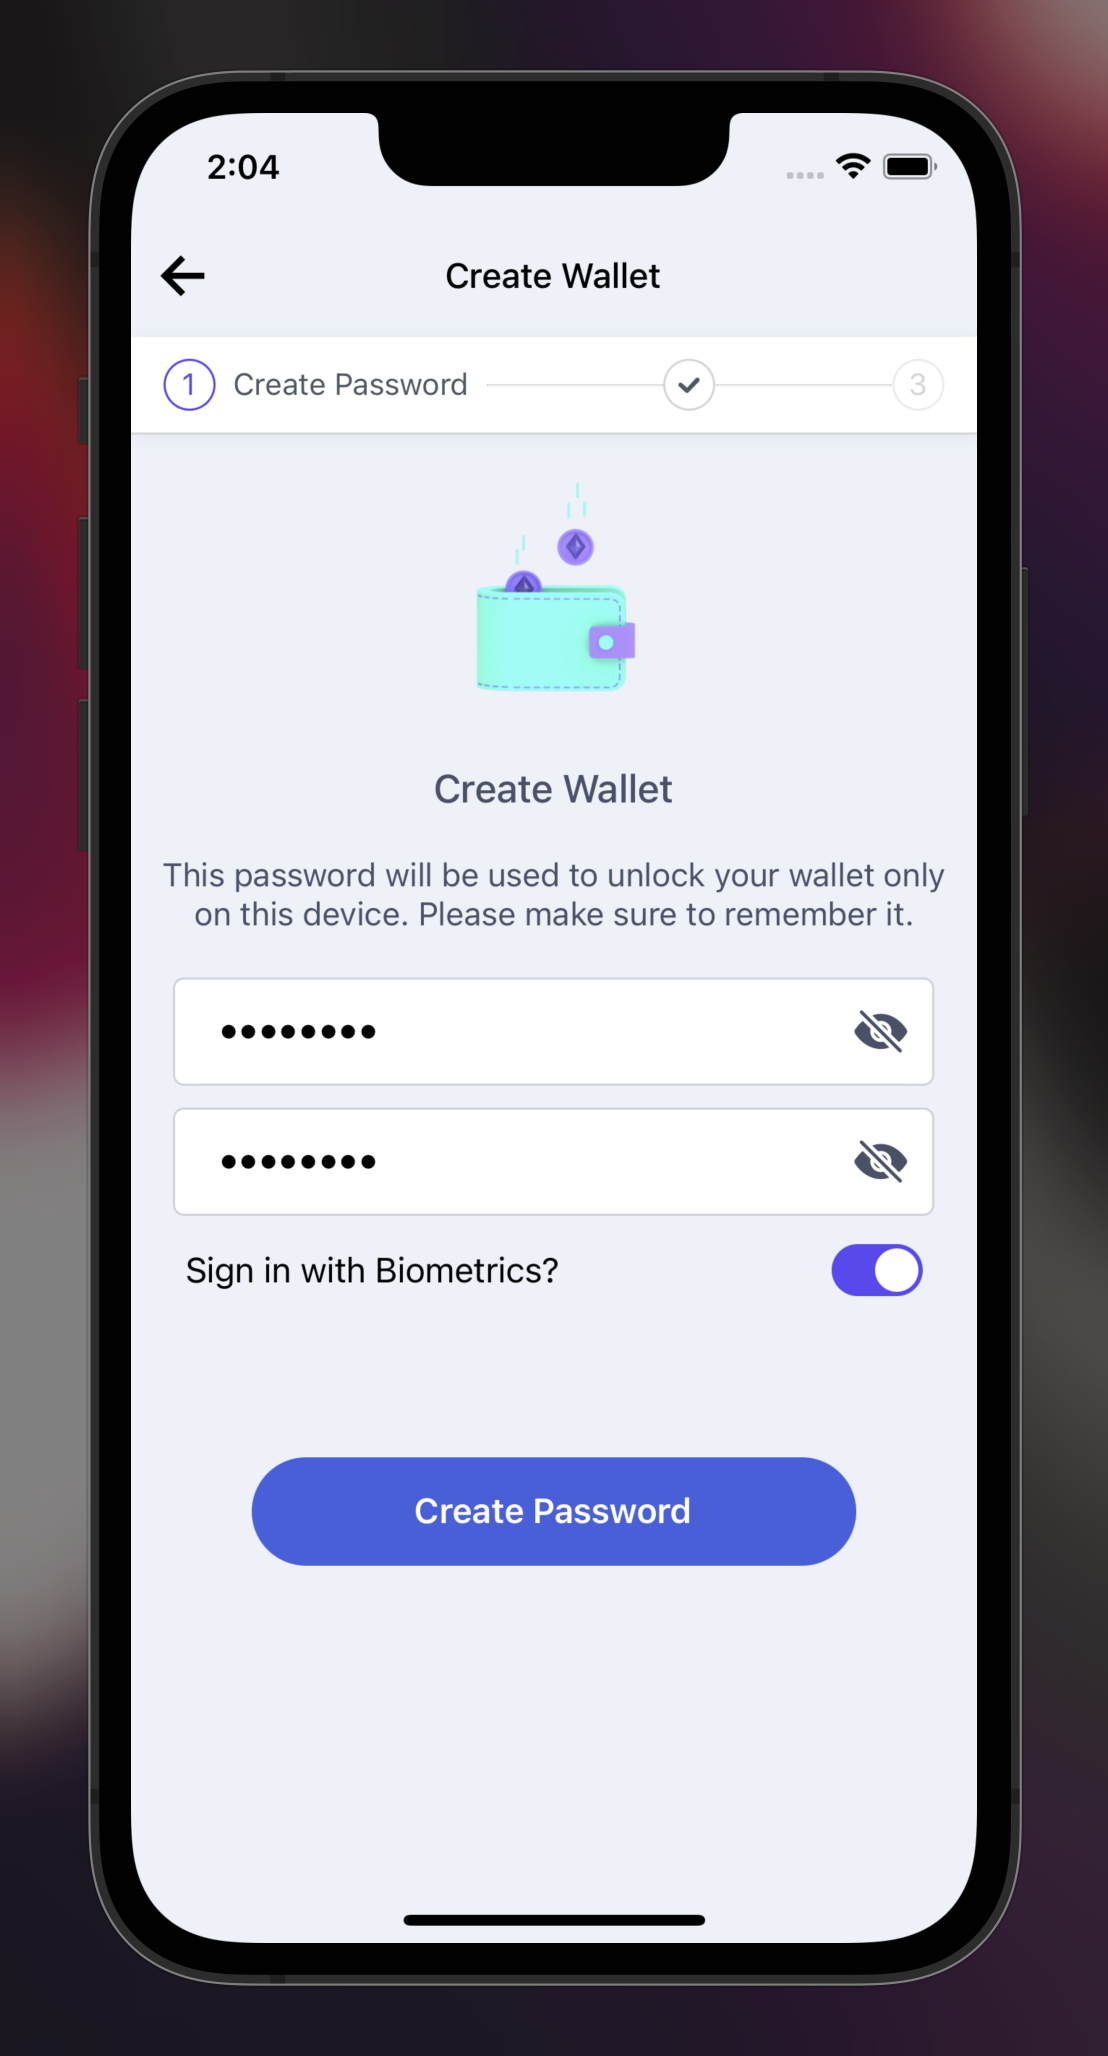 2:04
Create Wallet
1 Create Password 3
Create Wallet
This password will be used to unlock your wallet only
on this device. Please make sure to remember it.
••••••••
••••••••
Sign in with Biometrics?
Create Password